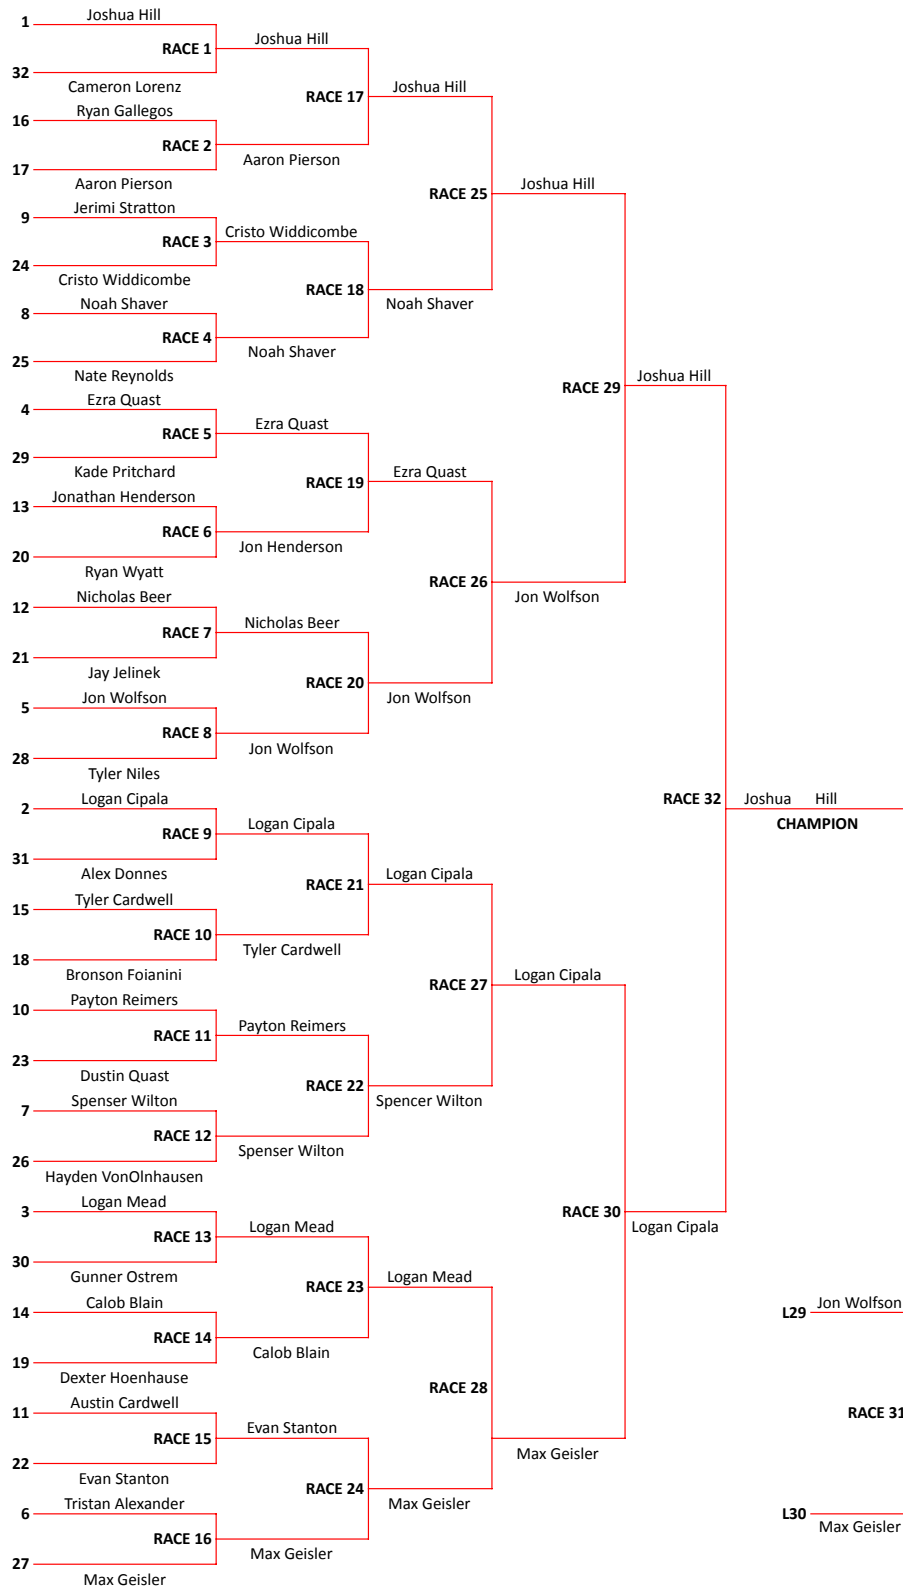 1 Joshua Hill
RACE 1 Joshua Hill
32
Cameron Lorenz
RACE 17 Joshua Hill
16 Ryan Gallegos
RACE 2
17 Aaron Pierson
Aaron Pierson
RACE 25 Joshua Hill
9 Jerimi Stratton
RACE 3 Cristo Widdicombe
24
Cristo Widdicombe
RACE 18 Noah Shaver
8 Noah Shaver
RACE 4
25 Noah Shaver
Nate Reynolds
RACE 29 Joshua Hill
4 Ezra Quast
RACE 5 Ezra Quast
29
Kade Pritchard
RACE 19 Ezra Quast
13 Jonathan Henderson
RACE 6
20 Jon Henderson
Ryan Wyatt
RACE 26 Jon Wolfson
12 Nicholas Beer
RACE 7 Nicholas Beer
21
Jay Jelinek
RACE 20 Jon Wolfson
5 Jon Wolfson
RACE 8
28 Jon Wolfson
Tyler Niles
RACE 32 Joshua Hill
CHAMPION
2 Logan Cipala
RACE 9 Logan Cipala
31
Alex Donnes
RACE 21 Logan Cipala
15 Tyler Cardwell
RACE 10
18 Tyler Cardwell
Bronson Foianini
RACE 27 Logan Cipala
10 Payton Reimers
RACE 11 Payton Reimers
23
Dustin Quast
RACE 22 Spencer Wilton
7 Spenser Wilton
RACE 12
26 Spenser Wilton
Hayden VonOlnhausen
RACE 30 Logan Cipala
3 Logan Mead
RACE 13 Logan Mead
30
Gunner Ostrem
RACE 23 Logan Mead
14 Calob Blain
RACE 14
19 Calob Blain
Dexter Hoenhause
RACE 28 Max Geisler
11 Austin Cardwell
RACE 15 Evan Stanton
22
Evan Stanton
RACE 24 Max Geisler
6 Tristan Alexander
RACE 16
27 Max Geisler
Max Geisler
L29 Jon Wolfson
RACE 31
L30
Max Geisler